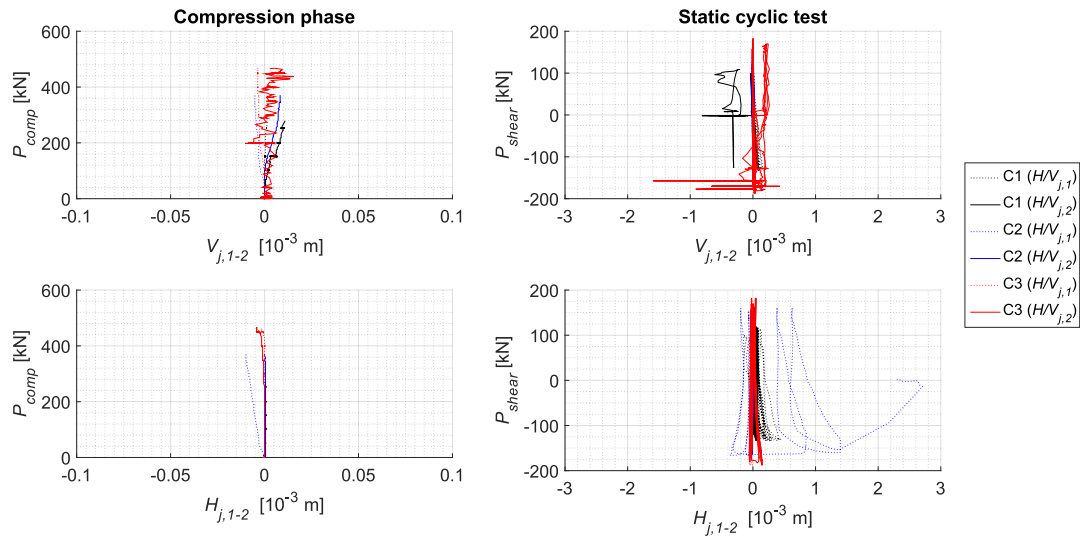 Compression phase
600
400
200
0
P_comp [kN]
-0.1
-0.05
0
0.05
0.1
V_j,1-2 [10^-3 m]
Static cyclic test
200
100
0
-100
-200
P_shear [kN]
-3
-2
-1
0
1
2
3
V_j,1-2 [10^-3 m]
600
400
200
0
P_comp [kN]
-0.1
-0.05
0
0.05
0.1
H_j,1-2 [10^-3 m]
200
100
0
-100
-200
P_shear [kN]
-3
-2
-1
0
1
2
3
H_j,1-2 [10^-3 m]
C1 (H/V_j,1)
C1 (H/V_j,2)
C2 (H/V_j,1)
C2 (H/V_j,2)
C3 (H/V_j,1)
C3 (H/V_j,2)